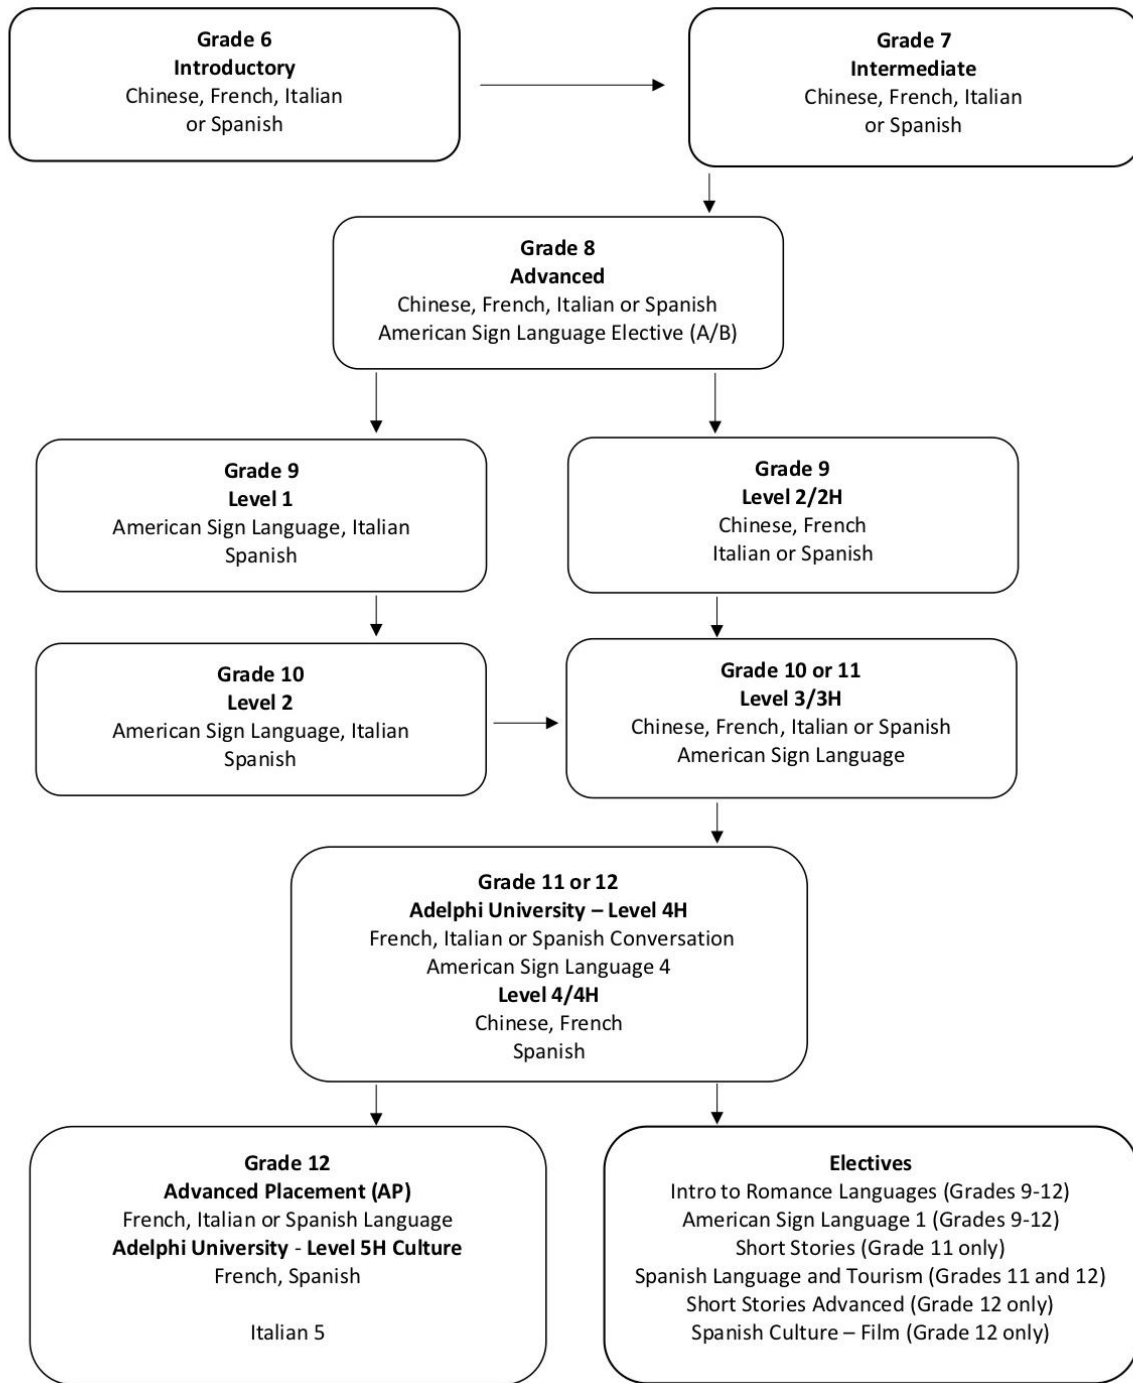 Grade 6
Introductory
Chinese, French, Italian
or Spanish
Grade 7
Intermediate
Chinese, French, Italian
or Spanish
Grade 8
Advanced
Chinese, French, Italian or Spanish
American Sign Language Elective (A/B)
Grade 9
Level 1
American Sign Language, Italian
Spanish
Grade 9
Level 2/2H
Chinese, French
Italian or Spanish
Grade 10
Level 2
American Sign Language, Italian
Spanish
Grade 10 or 11
Level 3/3H
Chinese, French, Italian or Spanish
American Sign Language
Grade 11 or 12
Adelphi University – Level 4H
French, Italian or Spanish Conversation
American Sign Language 4
Level 4/4H
Chinese, French
Spanish
Grade 12
Advanced Placement (AP)
French, Italian or Spanish Language
Adelphi University - Level 5H Culture
French, Spanish
Italian 5
Electives
Intro to Romance Languages (Grades 9-12)
American Sign Language 1 (Grades 9-12)
Short Stories (Grade 11 only)
Spanish Language and Tourism (Grades 11 and 12)
Short Stories Advanced (Grade 12 only)
Spanish Culture – Film (Grade 12 only)